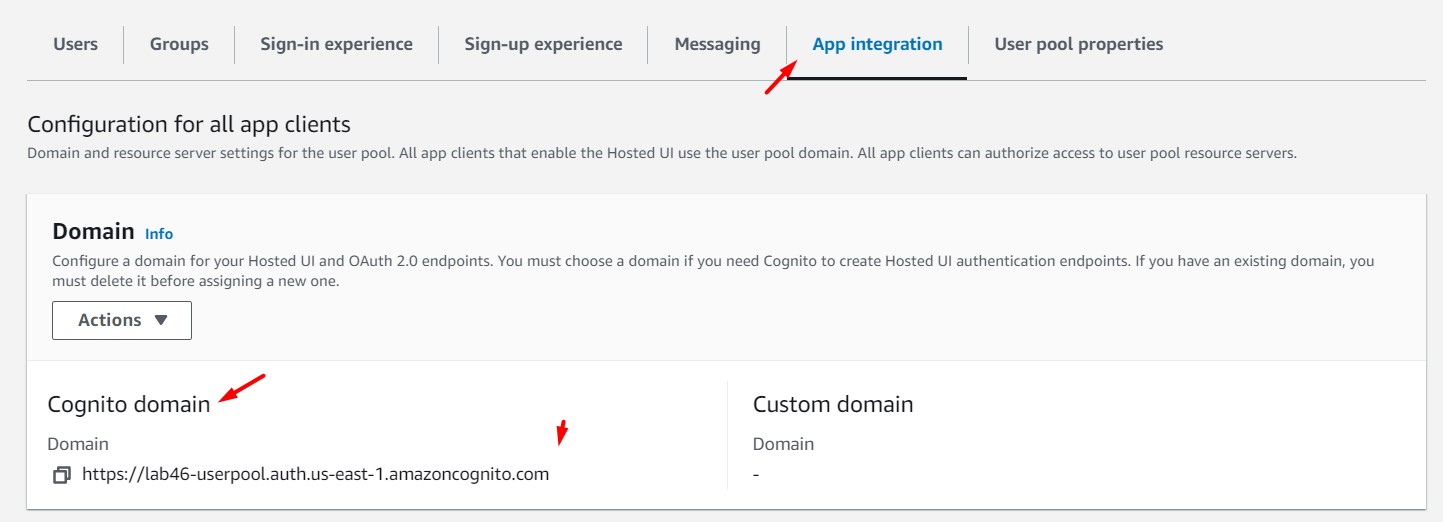 Users Groups Sign-in experience Sign-up experience Messaging App integration User pool properties
Configuration for all app clients
Domain and resource server settings for the user pool. All app clients that enable the Hosted UI use the user pool domain. All app clients can authorize access to user pool resource servers.
Domain Info
Configure a domain for your Hosted UI and OAuth 2.0 endpoints. You must choose a domain if you need Cognito to create Hosted UI authentication endpoints. If you have an existing domain, you
must delete it before assigning a new one.
Actions
Cognito domain
Domain
https://lab46-userpool.auth.us-east-1.amazoncognito.com
Custom domain
Domain
-